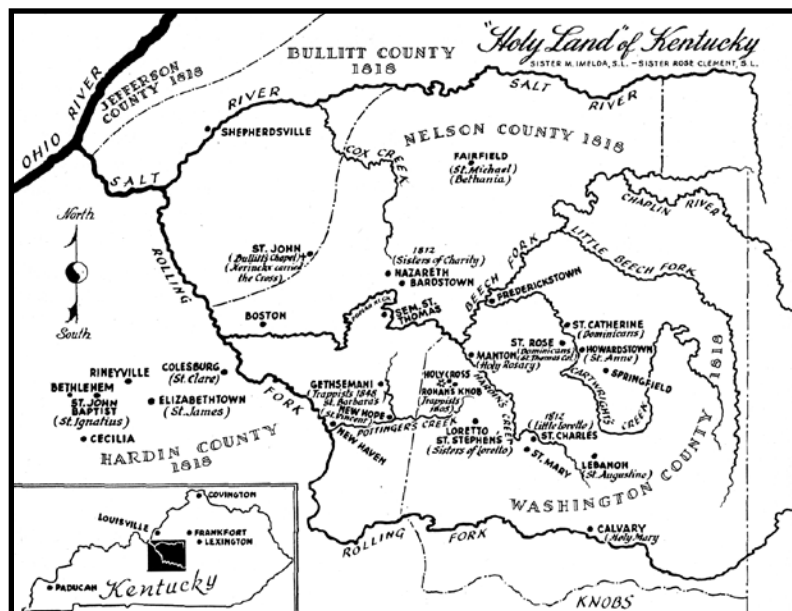 "Holy Land" of Kentucky
SISTER M. IMELDA, S.L. – SISTER ROSE CLEMENT, S.L.
BULLITT COUNTY
1818
JEFFERSON
COUNTY 1818
OHIO RIVER
SALT
RIVER
SALT
RIVER
SHEPHERDSVILLE
NELSON COUNTY 1818
COX CREEK
FAIRFIELD
(St. Michael)
(Bethania)
CHAPLIN RIVER
North
South
ROLLING
ST. JOHN
(Bullitt's Chapel)
the Cross)
1812
(Sisters of Charity)
NAZARETH
BARDSTOWN
BEECH FORK
LITTLE BEECH FORK
FREDERICKSTOWN
SEM. ST.
THOMAS
BOSTON
ST. CATHERINE
(Dominicans)
ST. ROSE
(Dominicans)
HOWARDSTOWN
(St. Anne)
MANTON
(Holy Rosary)
SPRINGFIELD
CARTWRIGHT'S
CREEK
RINEYVILLE
COLESBURG
(St. Clare)
BETHLEHEM
ST. JOHN
BAPTIST
(St. Ignatius)
ELIZABETHTOWN
(St. James)
CECILIA
HARDIN COUNTY
1818
FORK
GETHSEMANI
(Trappists 1848
HOLY CROSS
ROHAN'S KNOB
(Trappists
1805)
HARDIN'S CREEK
NEW HOPE
(St. Vincent)
POTTINGER'S CREEK
NEW HAVEN
LORETTO
ST. STEPHENS
(Sisters of Loretto)
1812
(Little Loretto)
ST. CHARLES
ST. MARY
LEBANON
(St. Augustine)
WASHINGTON COUNTY 1818
CALVARY
(Holy Mary
ROLLING
FORK
KNOBS
COVINGTON
LOUISVILLE
FRANKFORT
LEXINGTON
PADUCAH
Kentucky